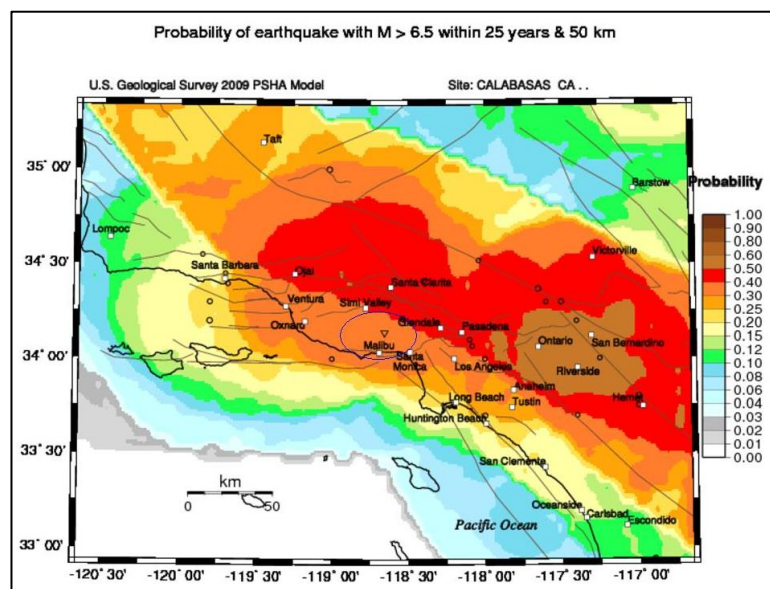 Probability of earthquake with M > 6.5 within 25 years & 50 km
U.S. Geological Survey 2009 PSHA Model
Site: CALABASAS CA . .
Taft
35° 00'
Barstow
Probability
1.00
0.90
0.80
0.60
0.50
0.40
0.30
0.25
0.20
0.15
0.12
0.10
0.08
0.06
0.04
0.03
0.02
0.01
0.00
Lompoc
34° 30'
Victorville
Santa Barbara
Ojai
Santa Clarita
Ventura
Simi Valley
Oxnard
Glendale
Pasadena
Ontario
San Bernardino
34° 00'
Malibu
Santa
Monica
Los Angeles
Riverside
Anaheim
Hemet
Long Beach
Tustin
Huntington Beach
33° 30'
San Clemente
km
0
50
Oceanside
Carlsbad
Pacific Ocean
Escondido
33° 00'
-120° 30'
-120° 00'
-119° 30'
-119° 00'
-118° 30'
-118° 00'
-117° 30'
-117° 00'